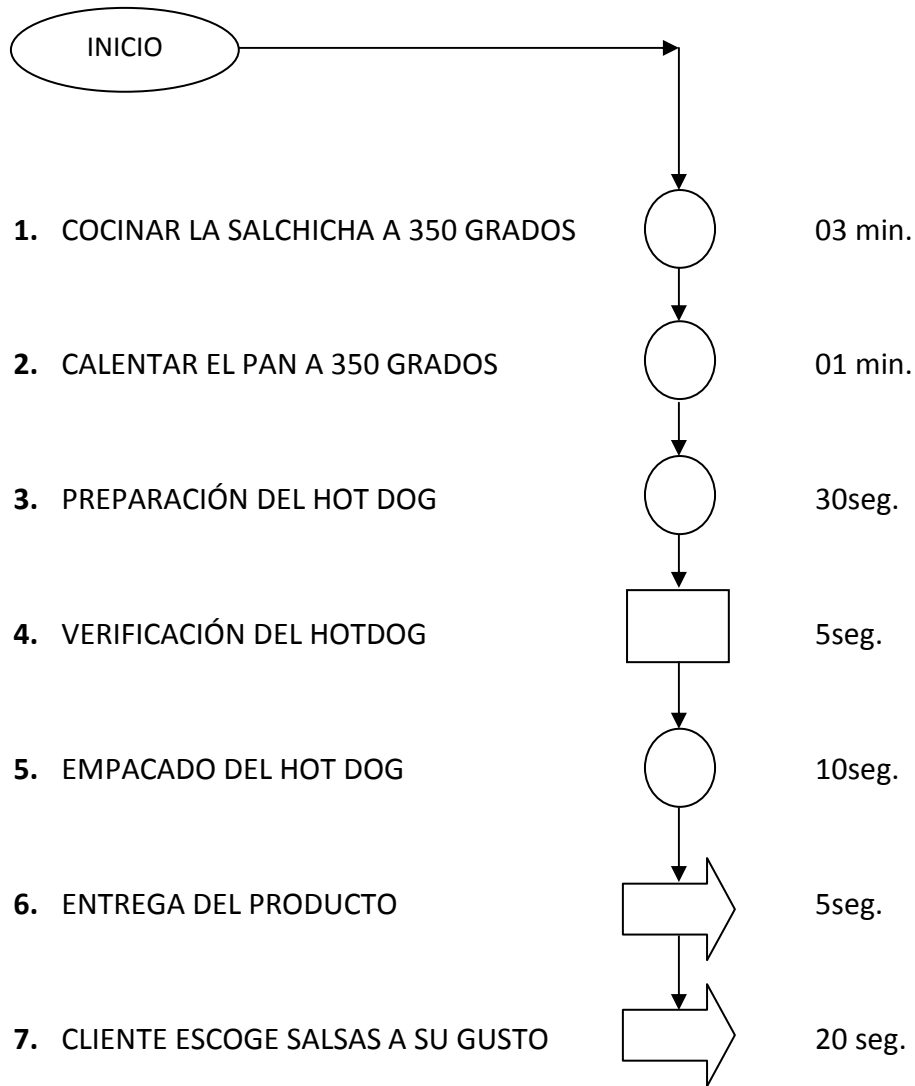 INICIO
1. COCINAR LA SALCHICHA A 350 GRADOS 03 min.
2. CALENTAR EL PAN A 350 GRADOS 01 min.
3. PREPARACIÓN DEL HOT DOG 30seg.
4. VERIFICACIÓN DEL HOTDOG 5seg.
5. EMPACADO DEL HOT DOG 10seg.
6. ENTREGA DEL PRODUCTO 5seg.
7. CLIENTE ESCOGE SALSAS A SU GUSTO 20 seg.